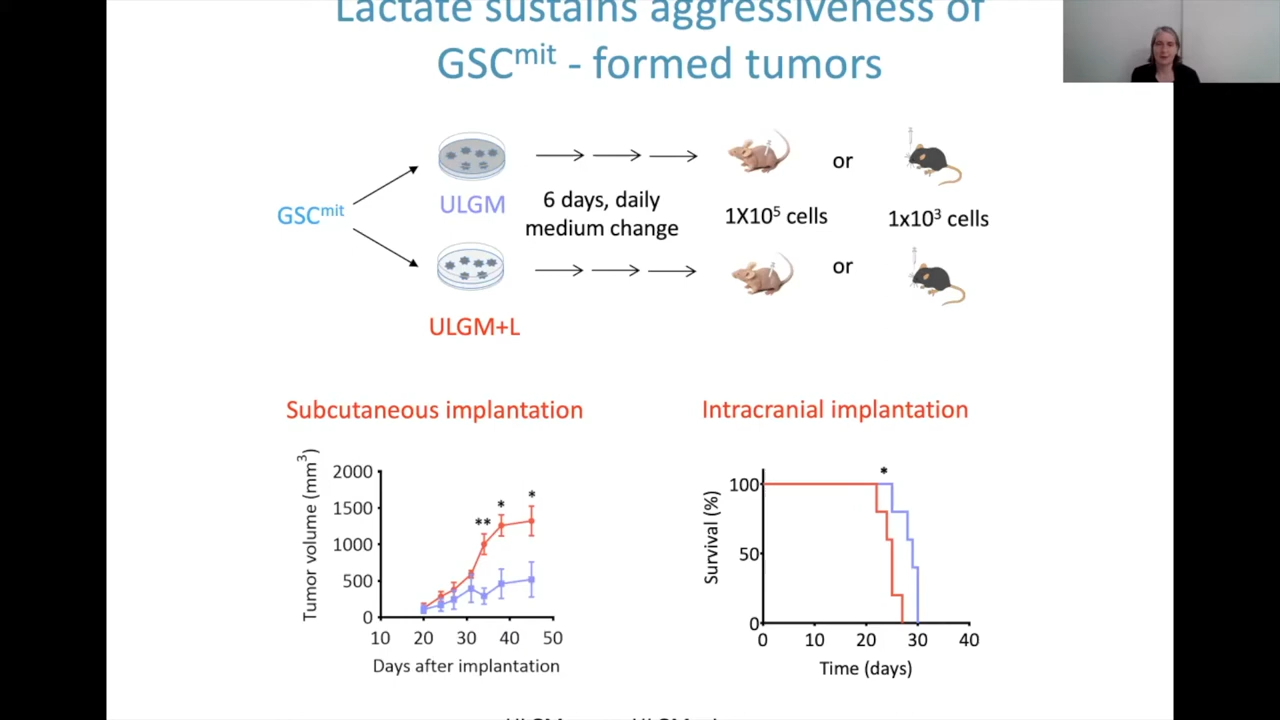 Lactate sustains aggressiveness of
GSCmit - formed tumors
GSCmit
ULGM
6 days, daily
medium change
or
1X10⁵ cells
1x10³ cells
or
ULGM+L
Subcutaneous implantation
Intracranial implantation
Tumor volume (mm³)
2000
1500
1000
500
0
** * *
10 20 30 40 50
Days after implantation
Survival (%)
100
50
0
*
0 10 20 30 40
Time (days)